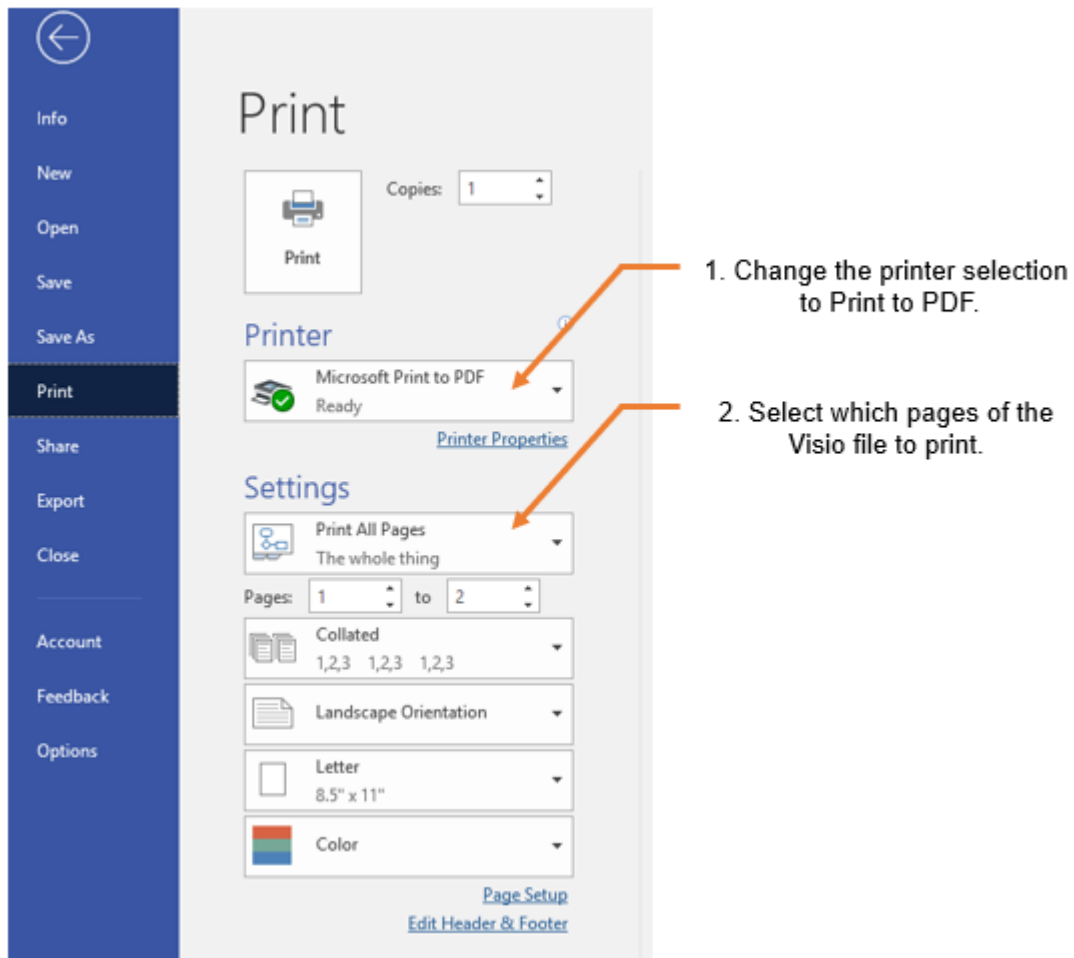 Info
New
Open
Save
Save As
Print
Share
Export
Close
Account
Feedback
Options
Print
Print
Copies: 1
Printer
Microsoft Print to PDF
Ready
Printer Properties
Settings
Print All Pages
The whole thing
Pages: 1 to 2
Collated
1,2,3 1,2,3 1,2,3
Landscape Orientation
Letter
8.5" x 11"
Color
Page Setup
Edit Header & Footer
1. Change the printer selection
to Print to PDF.
2. Select which pages of the
Visio file to print.